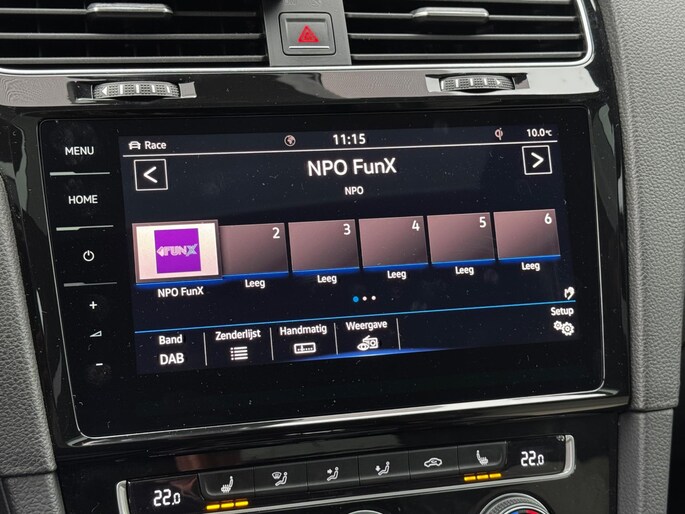 MENU
HOME
Race
11:15
10.0°C
NPO FunX
NPO
FUNX
2
3
4
5
6
NPO FunX
Leeg
Leeg
Leeg
Leeg
Leeg
Setup
Band
DAB
Zenderlijst
Handmatig
Weergave
22.0
22.0